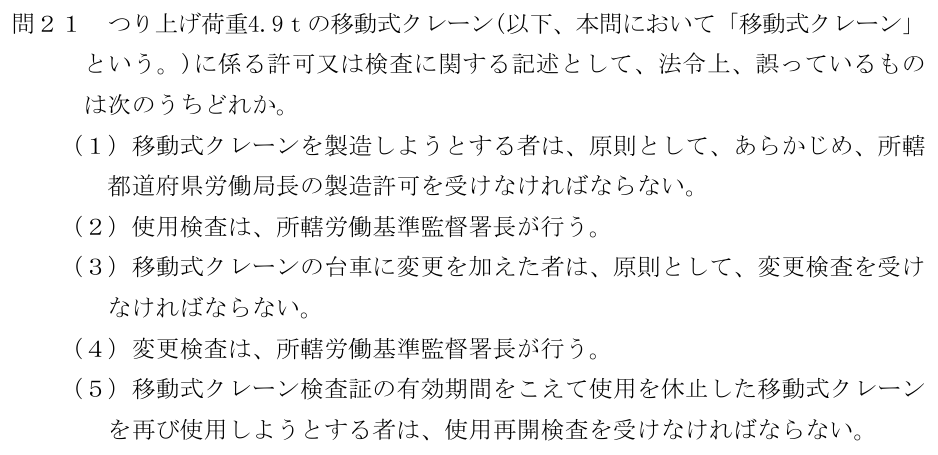 問２１　つり上げ荷重4.9ｔの移動式クレーン(以下、本問において「移動式クレーン」
という。)に係る許可又は検査に関する記述として、法令上、誤っているもの
は次のうちどれか。
（１）移動式クレーンを製造しようとする者は、原則として、あらかじめ、所轄
都道府県労働局長の製造許可を受けなければならない。
（２）使用検査は、所轄労働基準監督署長が行う。
（３）移動式クレーンの台車に変更を加えた者は、原則として、変更検査を受け
なければならない。
（４）変更検査は、所轄労働基準監督署長が行う。
（５）移動式クレーン検査証の有効期間をこえて使用を休止した移動式クレーン
を再び使用しようとする者は、使用再開検査を受けなければならない。